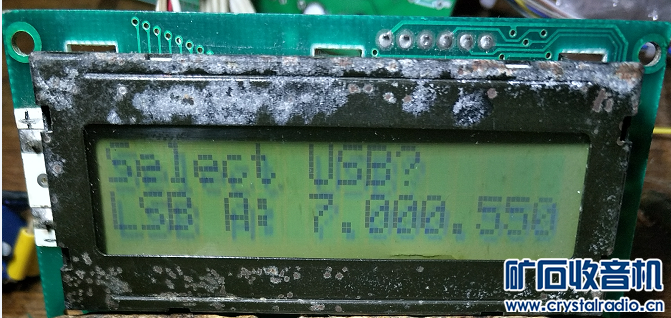 Select USB?
LSB A: 7.000.550
矿石收音机
www.crystalradio.cn